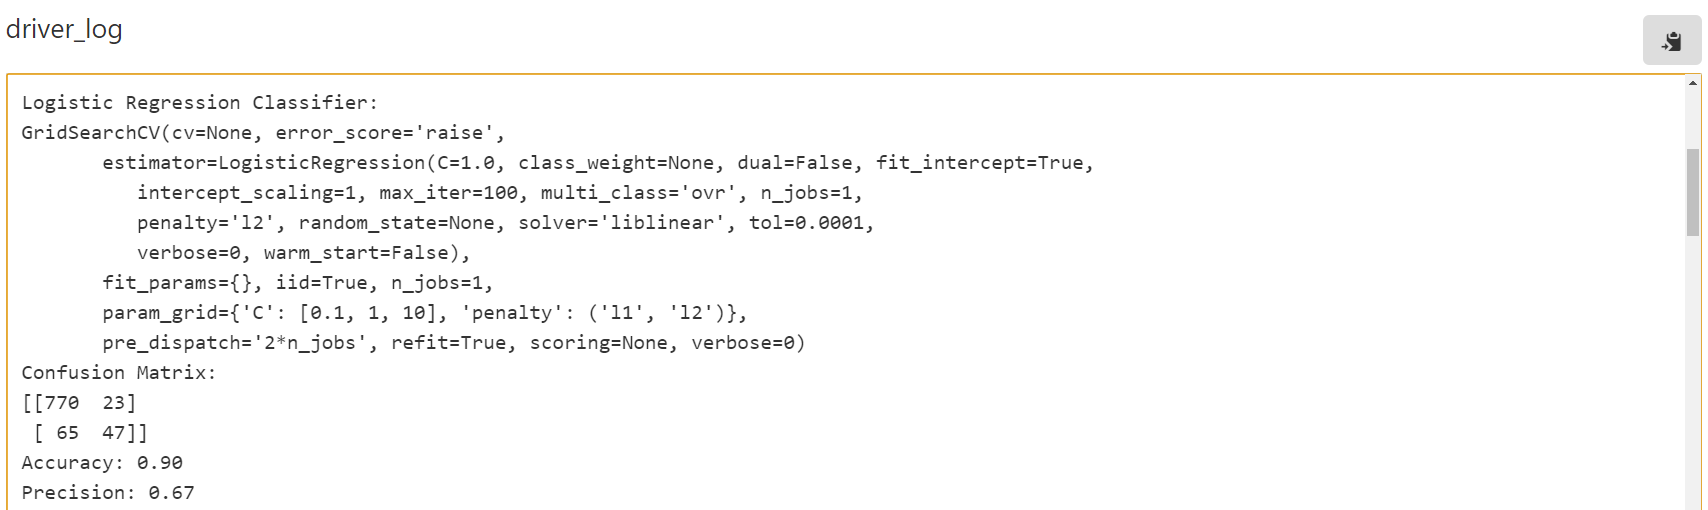 driver_log
Logistic Regression Classifier:
GridSearchCV(cv=None, error_score='raise',
       estimator=LogisticRegression(C=1.0, class_weight=None, dual=False, fit_intercept=True,
          intercept_scaling=1, max_iter=100, multi_class='ovr', n_jobs=1,
          penalty='l2', random_state=None, solver='liblinear', tol=0.0001,
          verbose=0, warm_start=False),
       fit_params={}, iid=True, n_jobs=1,
       param_grid={'C': [0.1, 1, 10], 'penalty': ('l1', 'l2')},
       pre_dispatch='2*n_jobs', refit=True, scoring=None, verbose=0)
Confusion Matrix:
[[770  23]
 [ 65  47]]
Accuracy: 0.90
Precision: 0.67